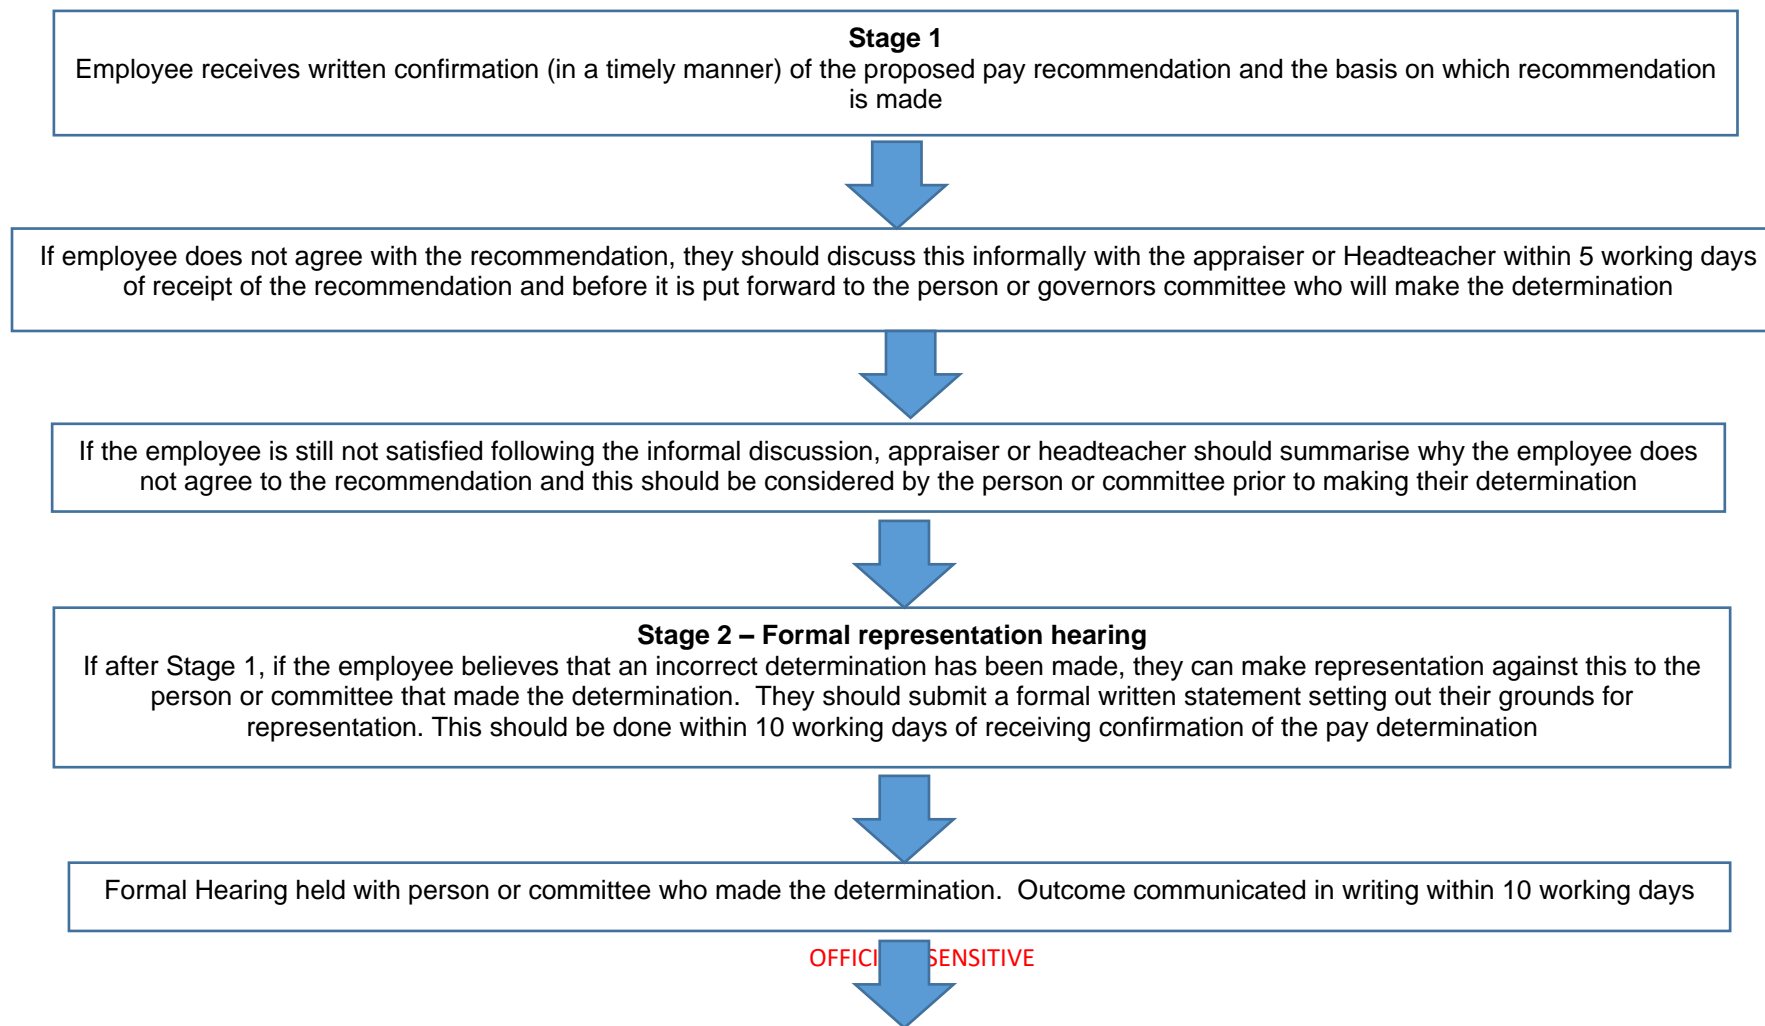 Stage 1
Employee receives written confirmation (in a timely manner) of the proposed pay recommendation and the basis on which recommendation
is made
If employee does not agree with the recommendation, they should discuss this informally with the appraiser or Headteacher within 5 working days
of receipt of the recommendation and before it is put forward to the person or governors committee who will make the determination
If the employee is still not satisfied following the informal discussion, appraiser or headteacher should summarise why the employee does
not agree to the recommendation and this should be considered by the person or committee prior to making their determination
Stage 2 – Formal representation hearing
If after Stage 1, if the employee believes that an incorrect determination has been made, they can make representation against this to the
person or committee that made the determination.  They should submit a formal written statement setting out their grounds for
representation. This should be done within 10 working days of receiving confirmation of the pay determination
Formal Hearing held with person or committee who made the determination.  Outcome communicated in writing within 10 working days
SENSITIVE